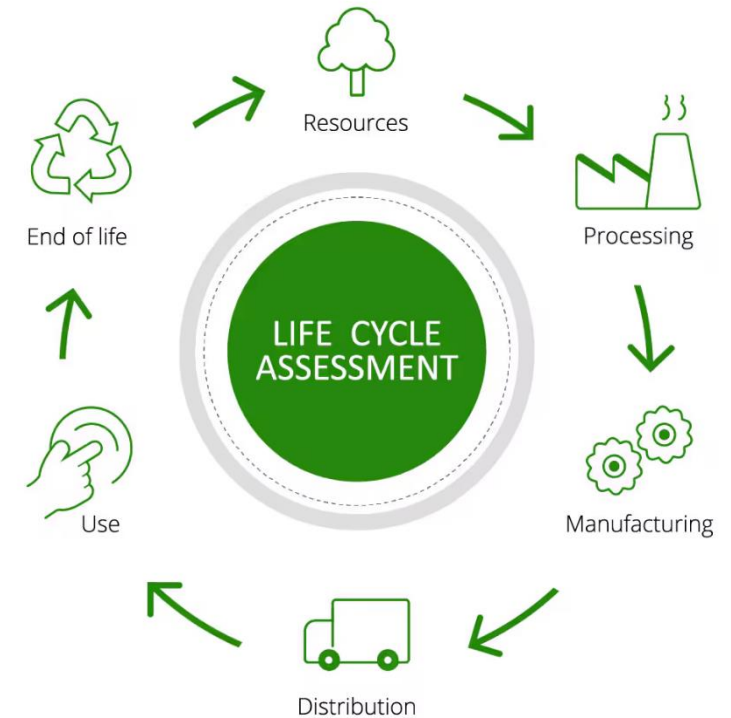 Resources
Processing
Manufacturing
Distribution
Use
End of life
LIFE CYCLE
ASSESSMENT